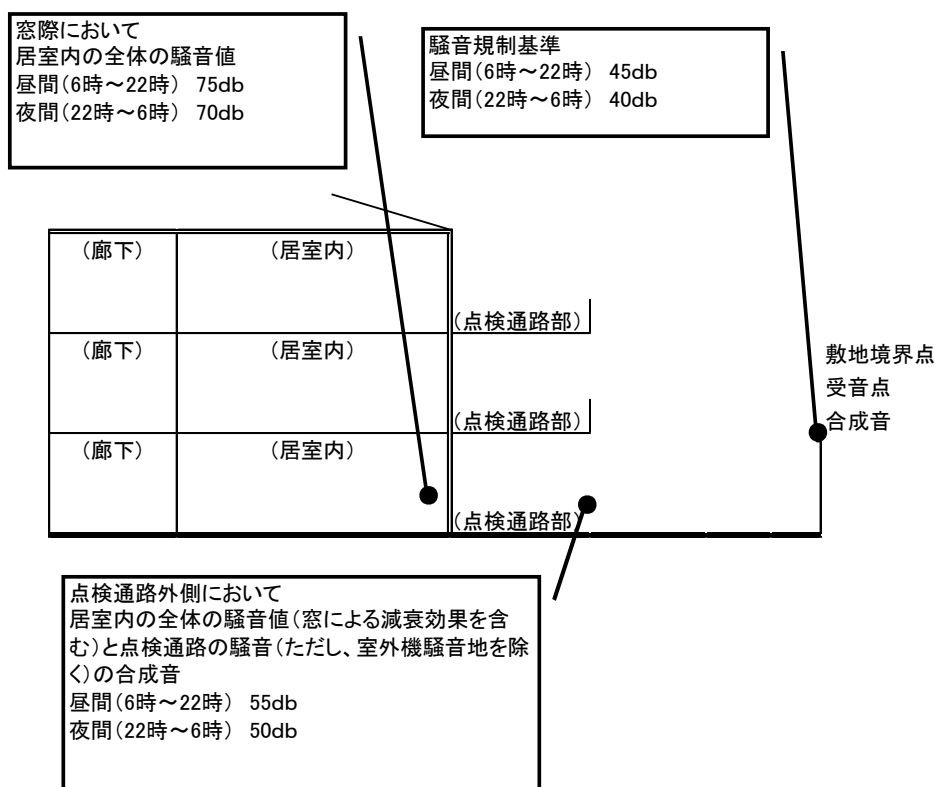 窓際において
居室内の全体の騒音値
昼間(6時～22時) 75db
夜間(22時～6時) 70db
騒音規制基準
昼間(6時～22時) 45db
夜間(22時～6時) 40db
(廊下)
(居室内)
(点検通路部)
(廊下)
(居室内)
敷地境界点
受音点
合成音
(点検通路部)
(廊下)
(居室内)
(点検通路部)
点検通路外側において
居室内の全体の騒音値(窓による減衰効果を含
む)と点検通路の騒音(ただし、室外機騒音地を除
く)の合成音
昼間(6時～22時) 55db
夜間(22時～6時) 50db